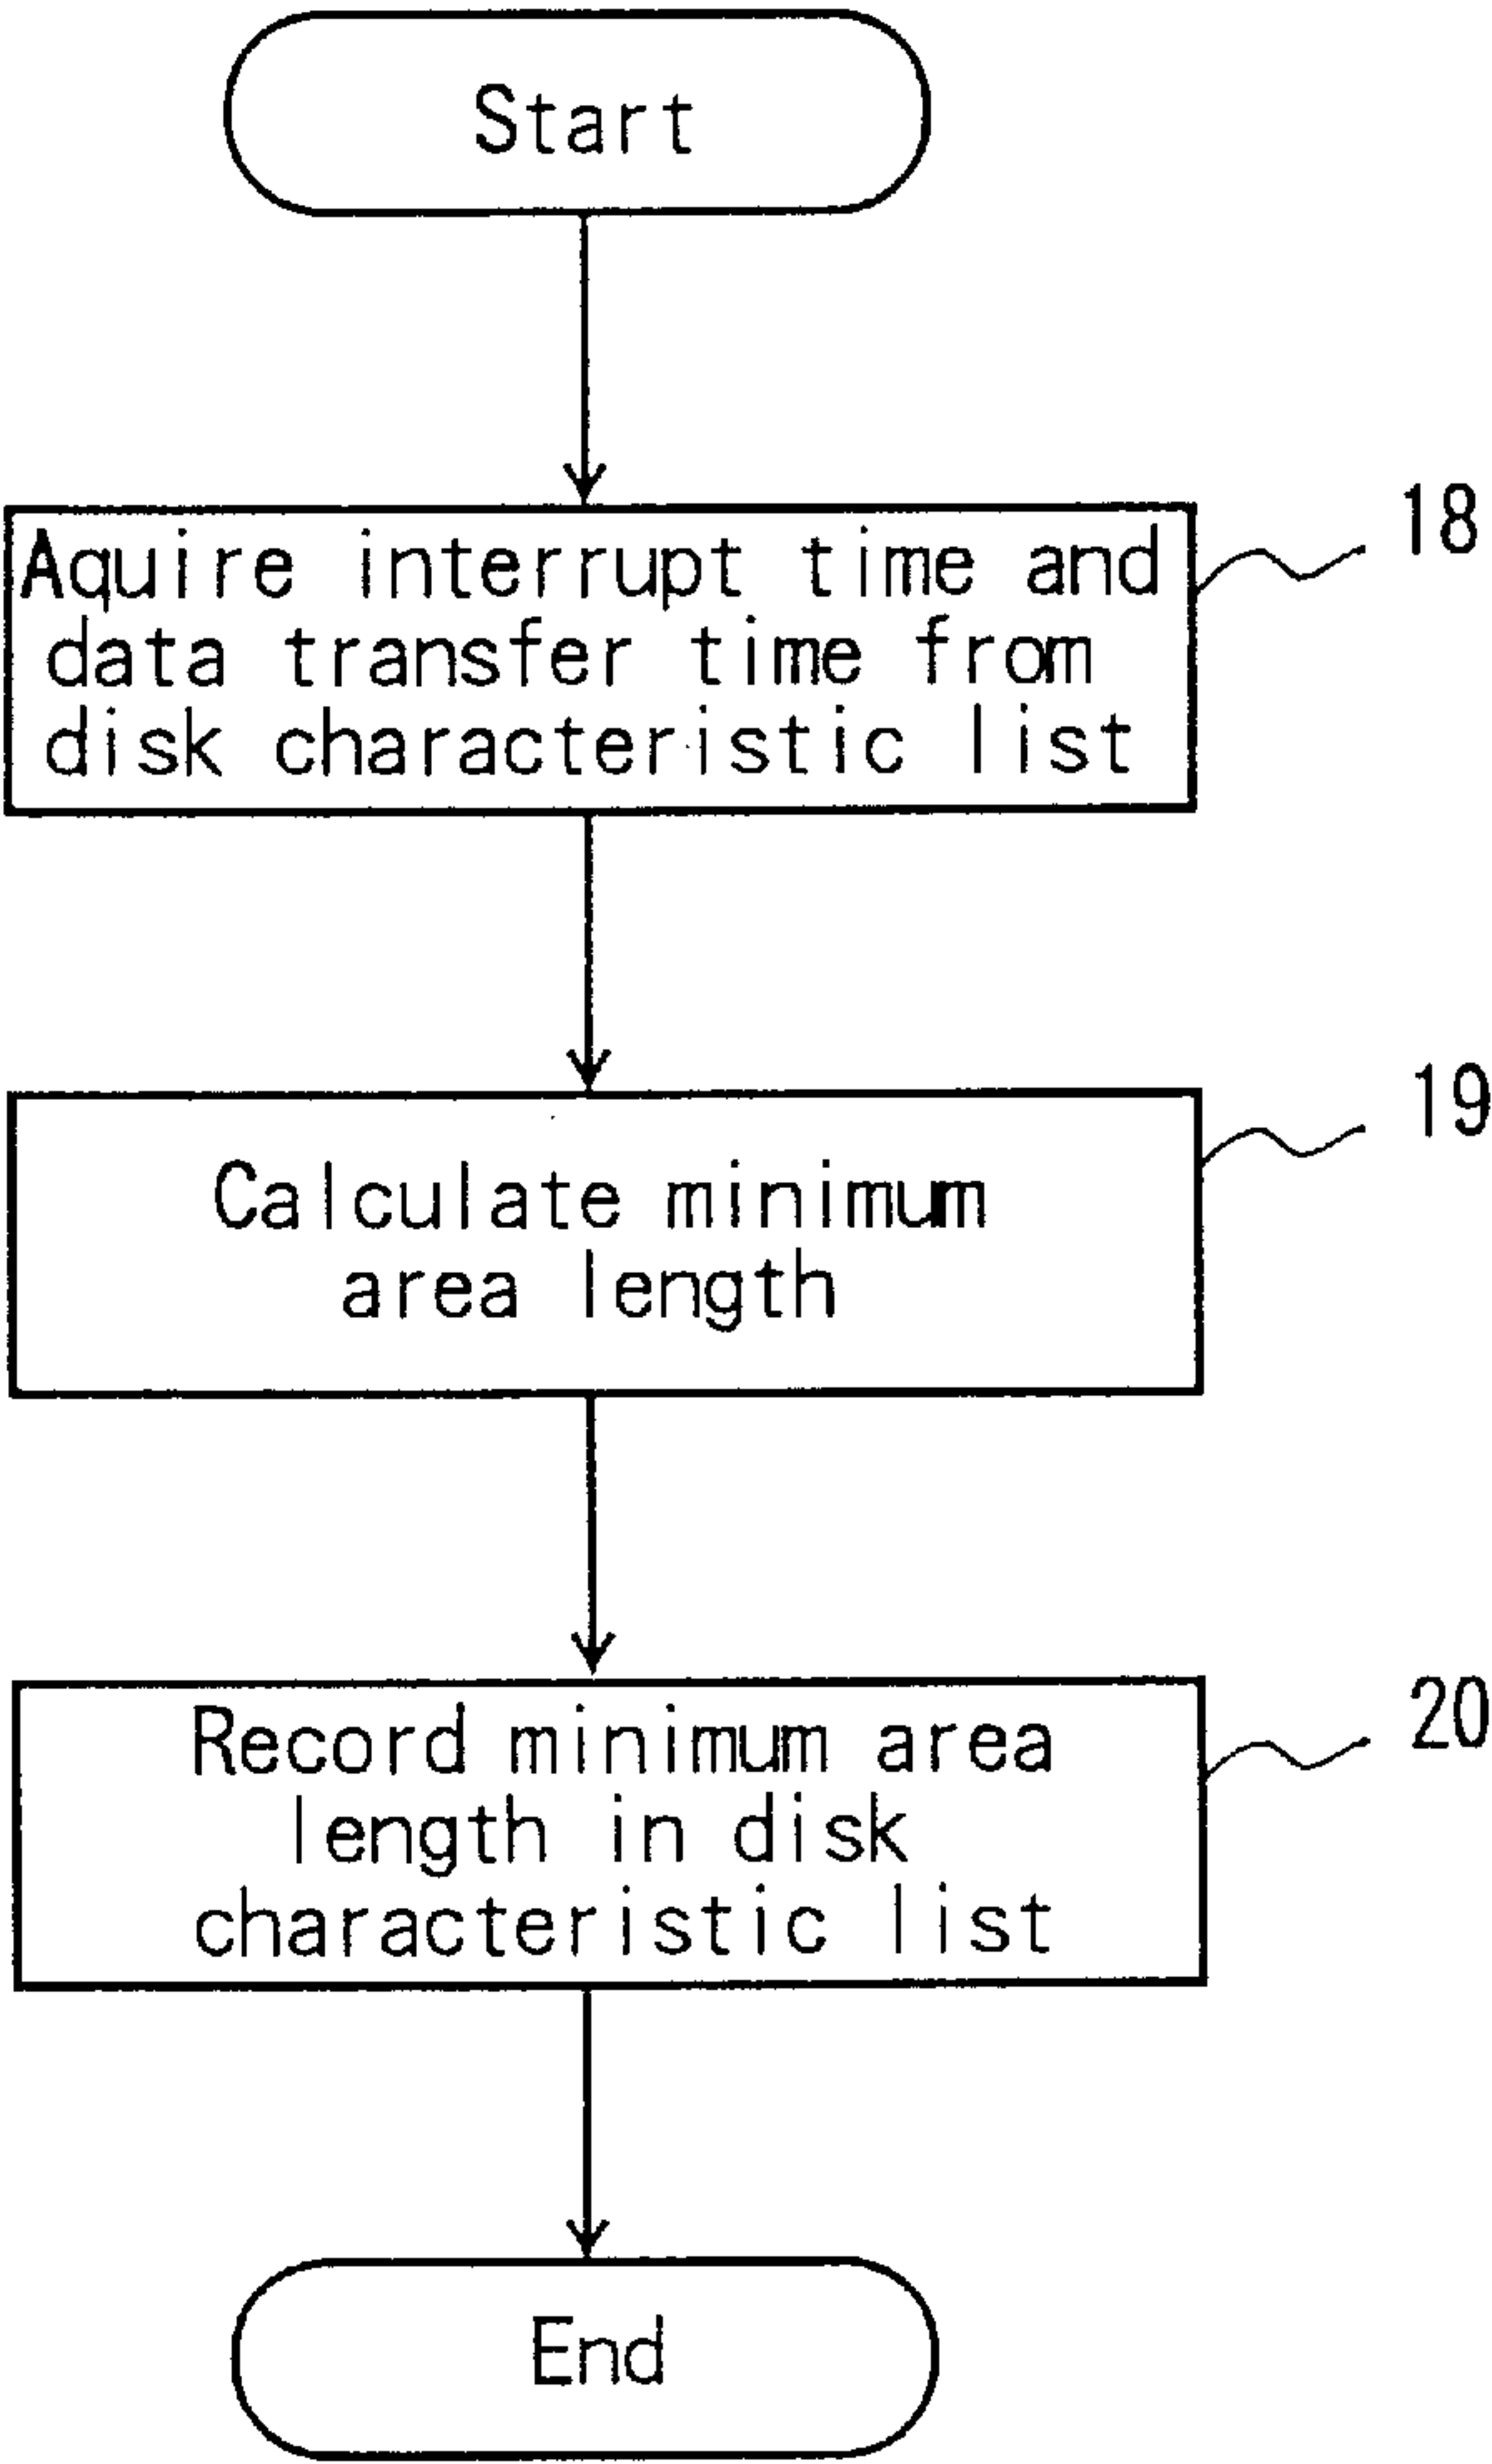 Start
18
Aquire interrupt time and
data transfer time from
disk characteristic list
19
Calculate minimum
area length
20
Record minimum area
length in disk
characteristic list
End